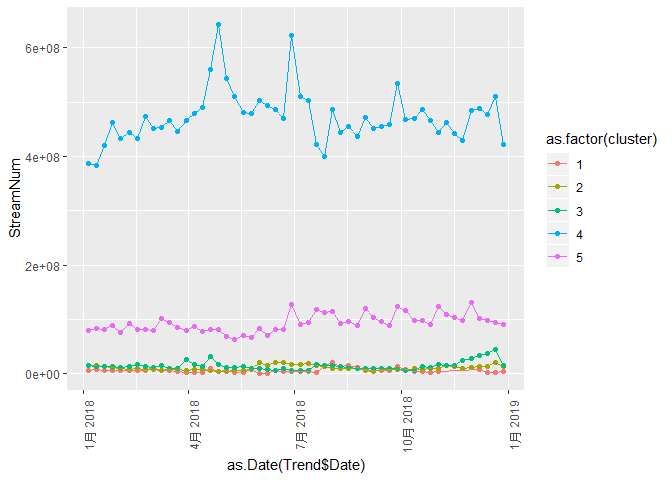 6e+08
4e+08
2e+08
0e+00
StreamNum
1月 2018
4月 2018
7月 2018
10月 2018
1月 2019
as.Date(Trend$Date)
as.factor(cluster)
1
2
3
4
5